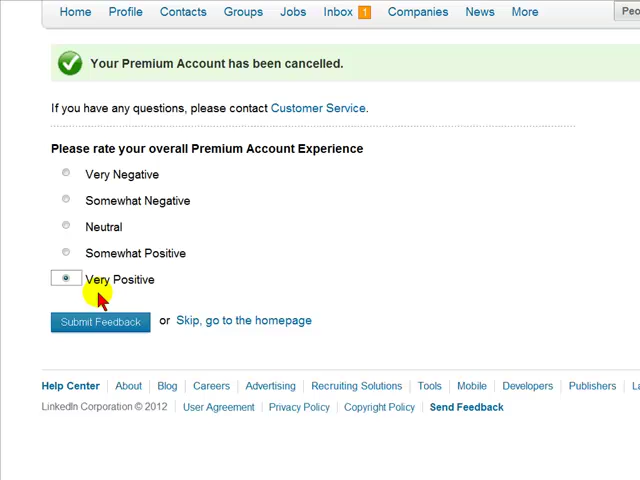 Home Profile Contacts Groups Jobs Inbox 1 Companies News More
Your Premium Account has been cancelled.
If you have any questions, please contact Customer Service.
Please rate your overall Premium Account Experience
Very Negative
Somewhat Negative
Neutral
Somewhat Positive
Very Positive
Submit Feedback or Skip, go to the homepage
Help Center About Blog Careers Advertising Recruiting Solutions Tools Mobile Developers Publishers
LinkedIn Corporation © 2012 User Agreement Privacy Policy Copyright Policy Send Feedback